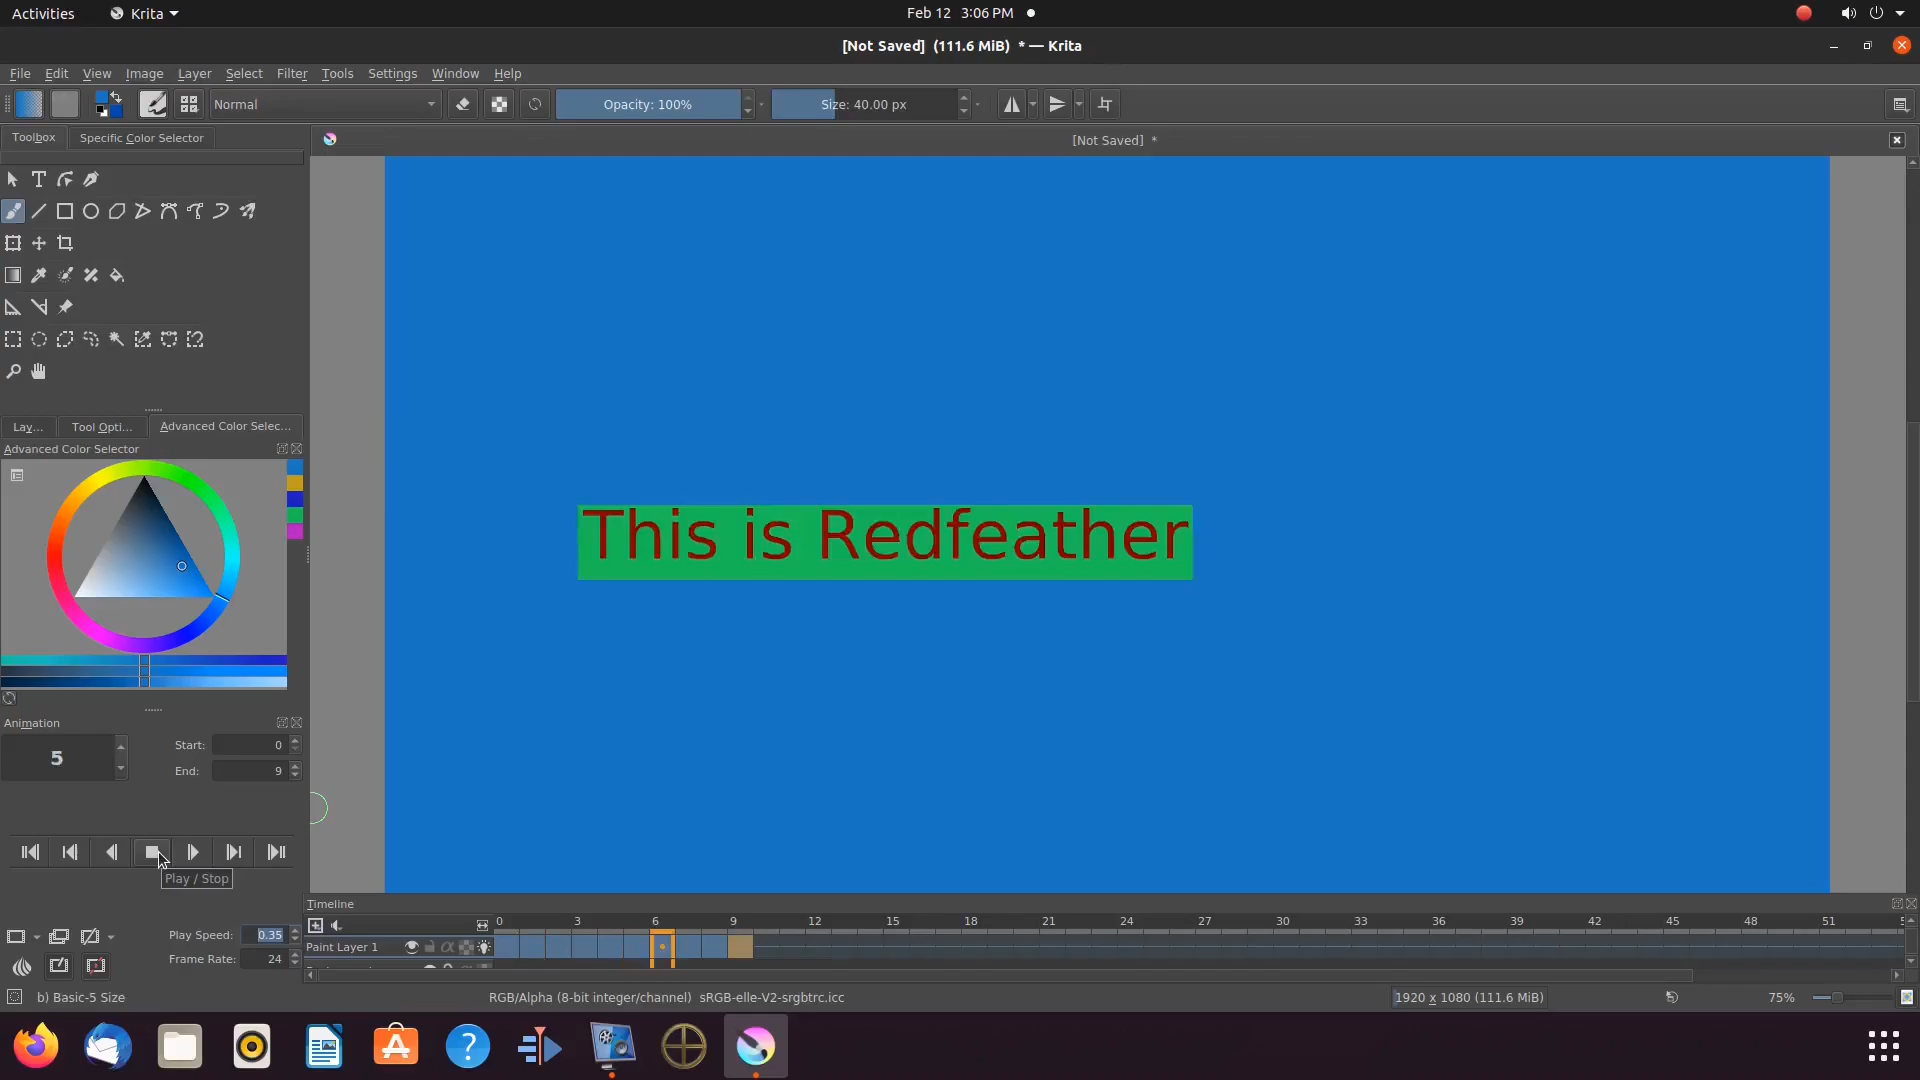 Activities Krita Feb 12 3:06 PM
[Not Saved] (111.6 MiB) * — Krita
File Edit View Image Layer Select Filter Tools Settings Window Help
Normal Opacity: 100% Size: 40.00 px
Toolbox Specific Color Selector [Not Saved] *
This is Redfeather
Lay... Tool Opti... Advanced Color Selec...
Advanced Color Selector
Animation
5 Start: 0
End: 9
Play / Stop
Timeline
0 3 6 9 12 15 18 21 24 27 30 33 36 39 42 45 48 51
Play Speed: 0.35
Paint Layer 1
Frame Rate: 24
b) Basic-5 Size RGB/Alpha (8-bit integer/channel) sRGB-elle-V2-srgbtrc.icc 1920 x 1080 (111.6 MiB) 75%